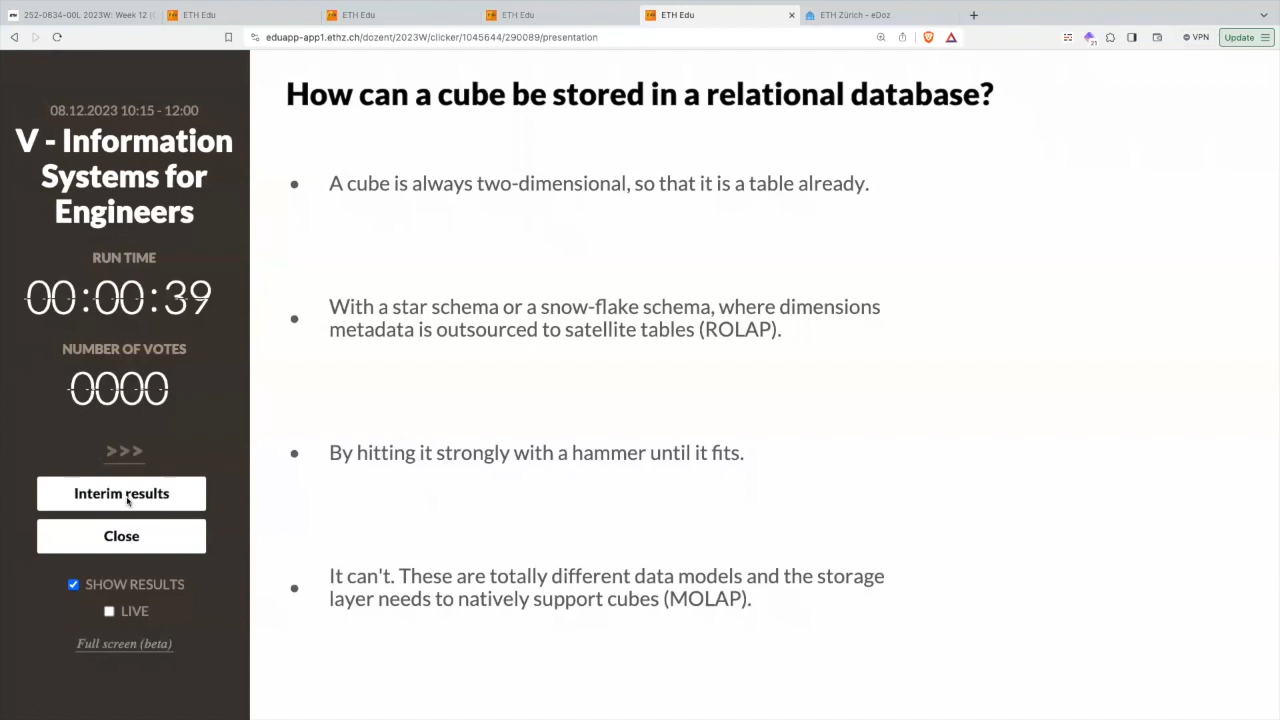 252-0834-00L 2023W: Week 12 |
ETH Edu
ETH Edu
ETH Edu
ETH Edu
ETH Zürich - eDoz
eduapp-app1.ethz.ch/dozent/2023W/clicker/1045644/290089/presentation
21
VPN
Update
08.12.2023 10:15 - 12:00
V - Information
Systems for
Engineers
RUN TIME
00:00:39
NUMBER OF VOTES
0000
>>>
Interim results
Close
SHOW RESULTS
LIVE
Full screen (beta)
How can a cube be stored in a relational database?
• A cube is always two-dimensional, so that it is a table already.
• With a star schema or a snow-flake schema, where dimensions
metadata is outsourced to satellite tables (ROLAP).
• By hitting it strongly with a hammer until it fits.
• It can't. These are totally different data models and the storage
layer needs to natively support cubes (MOLAP).